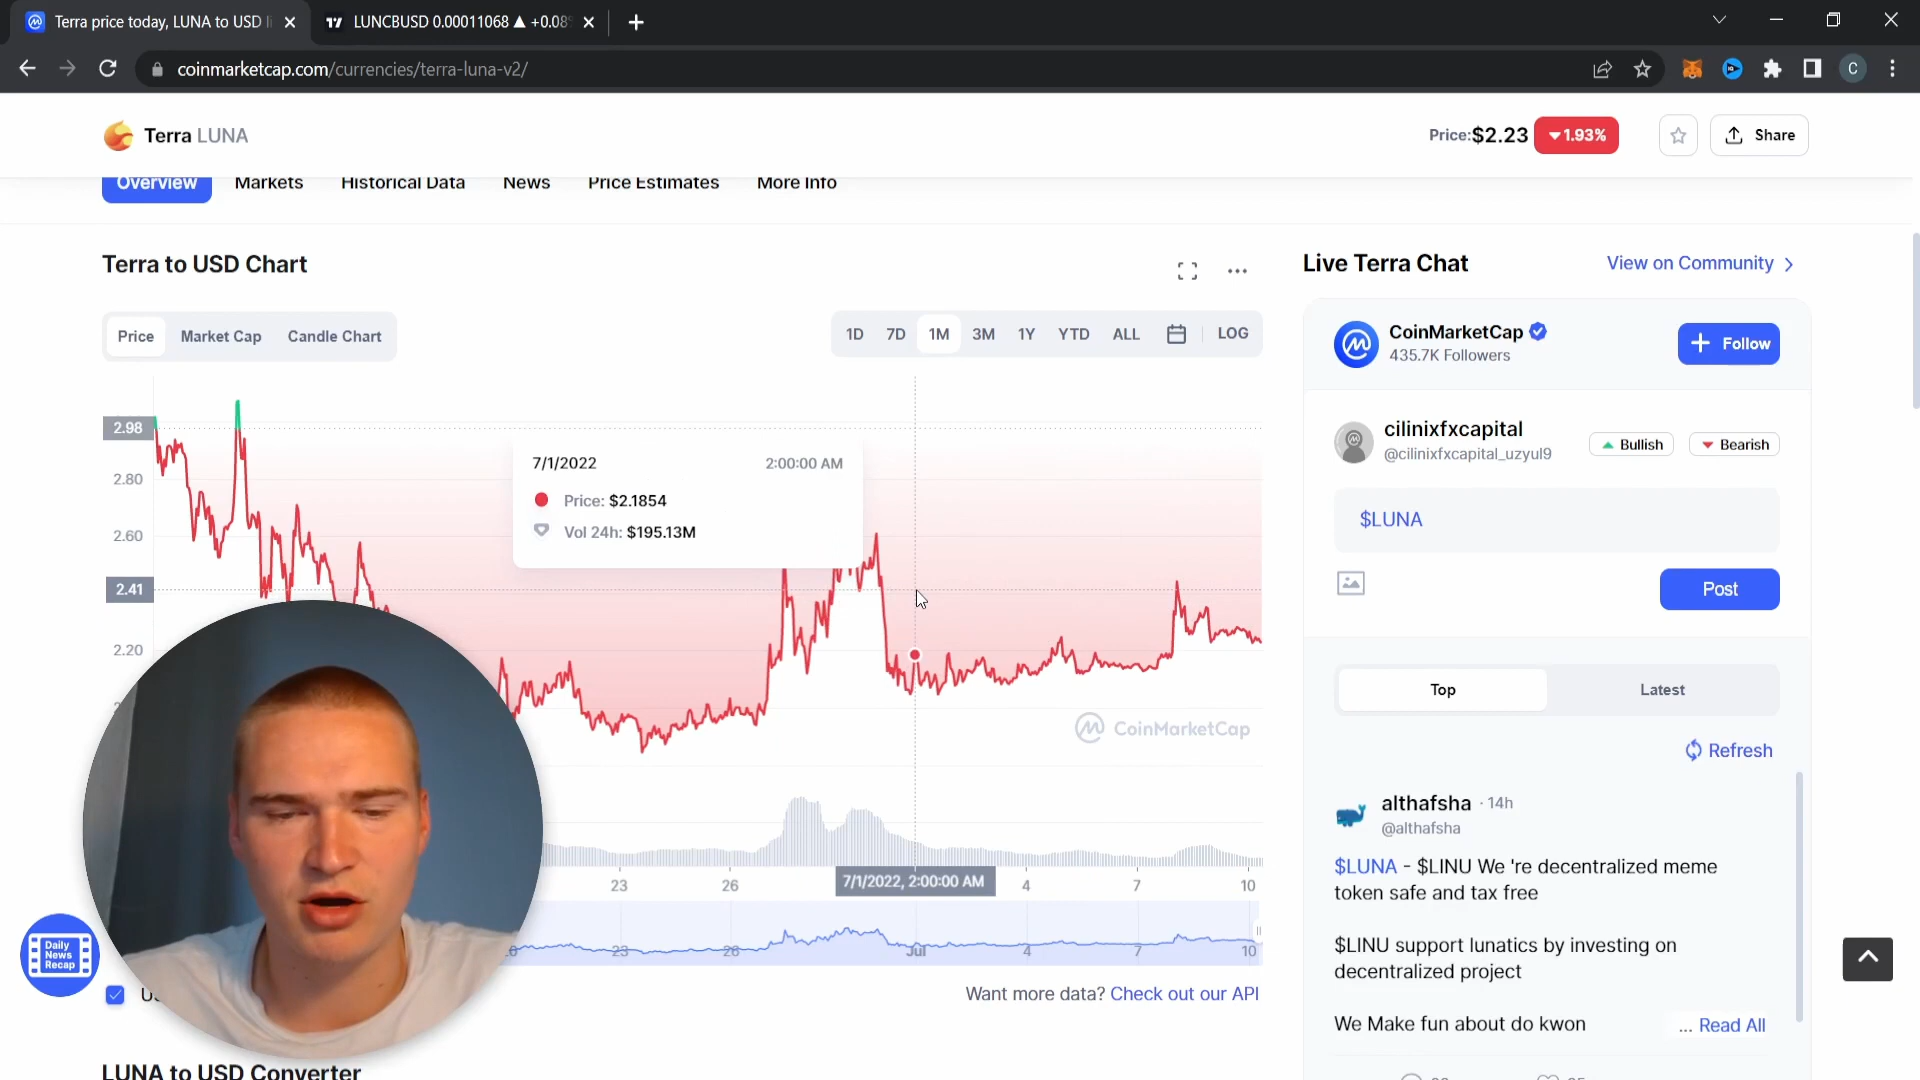 Terra price today, LUNA to USD li
LUNCBUSD 0.00011068 ▲ +0.08
coinmarketcap.com/currencies/terra-luna-v2/
C
Terra LUNA
Price:$2.23
1.93%
Share
Overview
Markets
Historical Data
News
Price Estimates
More Info
Terra to USD Chart
Live Terra Chat
View on Community
Price
Market Cap
Candle Chart
1D
7D
1M
3M
1Y
YTD
ALL
LOG
CoinMarketCap
435.7K Followers
Follow
2.98
2.80
2.60
2.41
2.20
7/1/2022
2:00:00 AM
Price: $2.1854
Vol 24h: $195.13M
cilinixfxcapital
@cilinixfxcapital_uzyul9
Bullish
Bearish
$LUNA
Post
Top
Latest
Refresh
CoinMarketCap
althafsha · 14h
@althafsha
$LUNA - $LINU We 're decentralized meme
token safe and tax free
$LINU support lunatics by investing on
decentralized project
We Make fun about do kwon
... Read All
23
26
7/1/2022, 2:00:00 AM
4
7
10
23
26
Jul
4
7
10
Daily
News
Recap
Want more data? Check out our API
LUNA to USD Converter